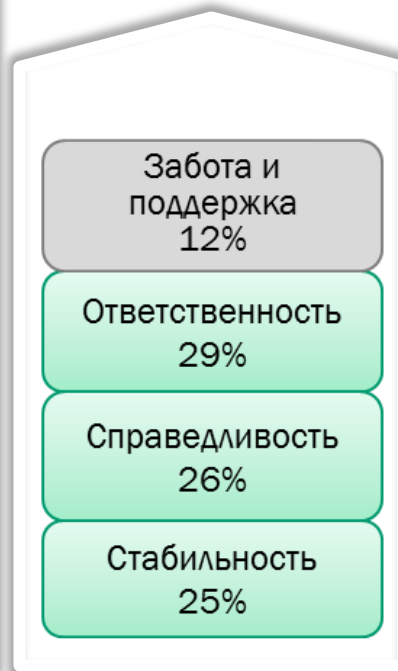 Забота и
поддержка
12%
Ответственность
29%
Справедливость
26%
Стабильность
25%